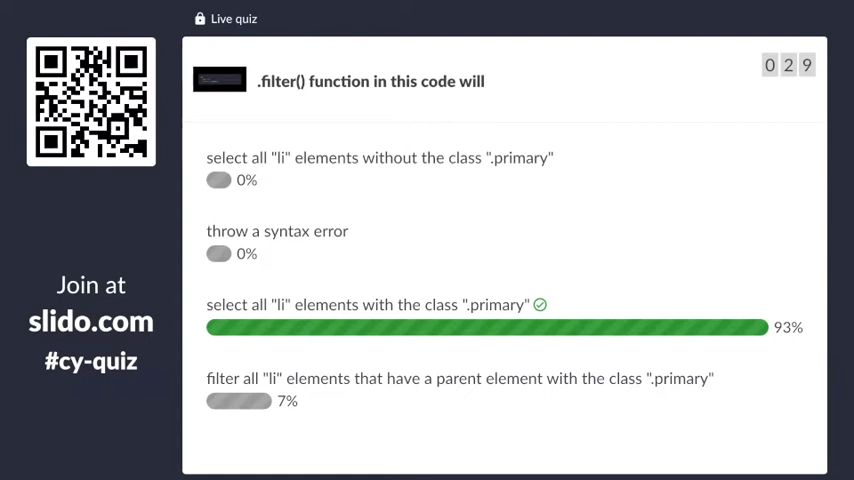 Live quiz
.filter() function in this code will
0 2 9
select all "li" elements without the class ".primary"
0%
throw a syntax error
0%
select all "li" elements with the class ".primary"
93%
filter all "li" elements that have a parent element with the class ".primary"
7%
Join at
slido.com
#cy-quiz